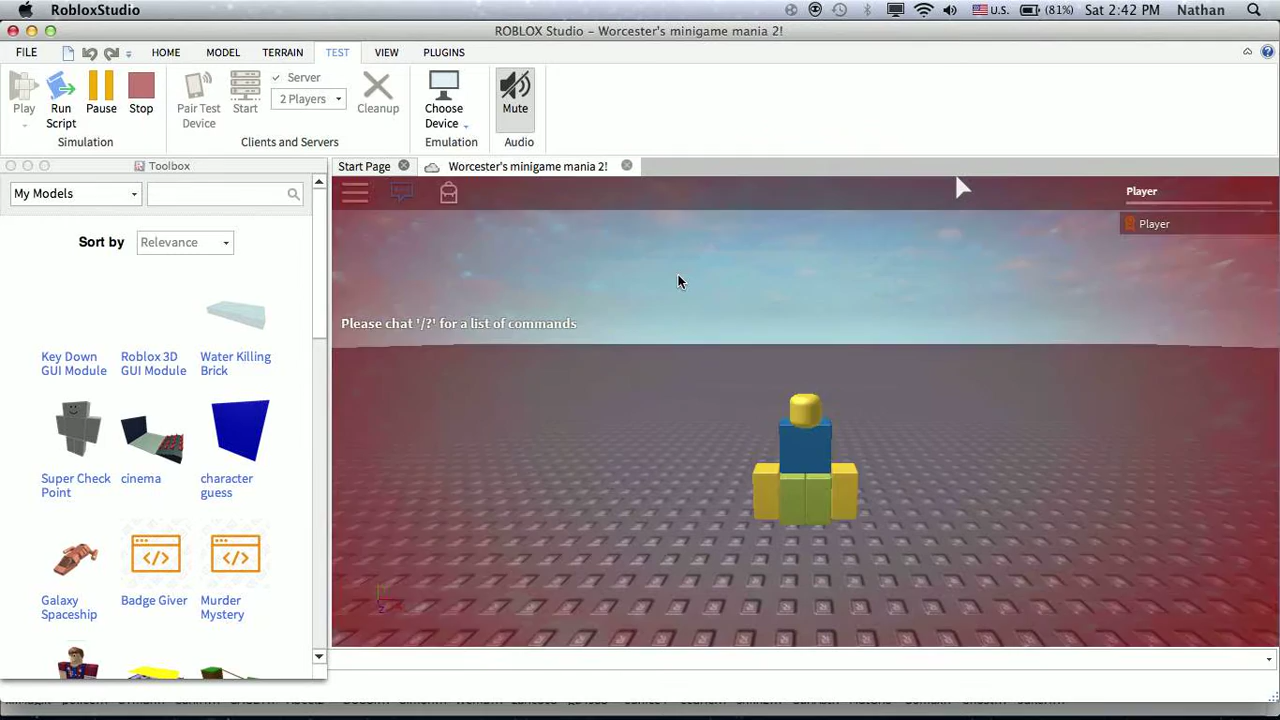 RobloxStudio
U.S. (81%) Sat 2:42 PM Nathan
ROBLOX Studio – Worcester's minigame mania 2!
FILE HOME MODEL TERRAIN TEST VIEW PLUGINS
Play Run Script Pause Stop
Simulation
Pair Test Device Start Server 2 Players Cleanup
Clients and Servers
Choose Device
Emulation
Mute
Audio
Toolbox
Start Page Worcester's minigame mania 2!
My Models
Sort by Relevance
Key Down GUI Module
Roblox 3D GUI Module
Water Killing Brick
Super Check Point
cinema
character guess
Galaxy Spaceship
Badge Giver
Murder Mystery
Player
Player
Please chat '/?' for a list of commands